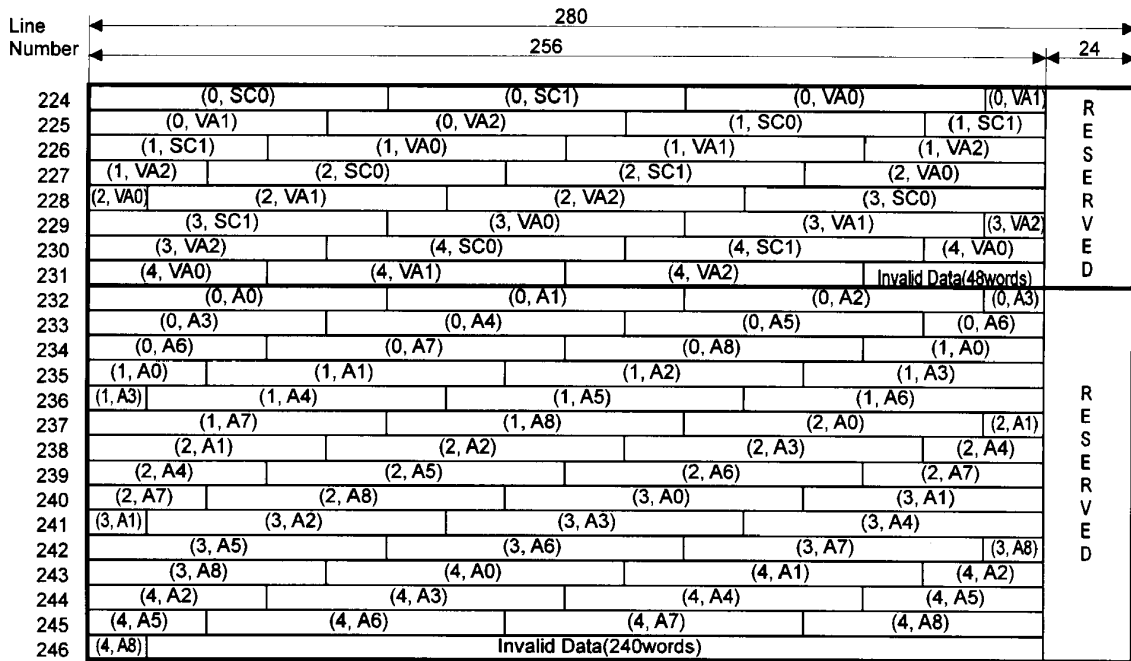 280
Line
Number 256 24
224 (0, SC0) (0, SC1) (0, VA0) (0, VA1)
225 (0, VA1) (0, VA2) (1, SC0) (1, SC1)
226 (1, SC1) (1, VA0) (1, VA1) (1, VA2)
227 (1, VA2) (2, SC0) (2, SC1) (2, VA0)
228 (2, VA0) (2, VA1) (2, VA2) (3, SC0)
229 (3, SC1) (3, VA0) (3, VA1) (3, VA2)
230 (3, VA2) (4, SC0) (4, SC1) (4, VA0)
231 (4, VA0) (4, VA1) (4, VA2) Invalid Data(48words)
RESERVED
232 (0, A0) (0, A1) (0, A2) (0, A3)
233 (0, A3) (0, A4) (0, A5) (0, A6)
234 (0, A6) (0, A7) (0, A8) (1, A0)
235 (1, A0) (1, A1) (1, A2) (1, A3)
236 (1, A3) (1, A4) (1, A5) (1, A6)
237 (1, A7) (1, A8) (2, A0) (2, A1)
238 (2, A1) (2, A2) (2, A3) (2, A4)
239 (2, A4) (2, A5) (2, A6) (2, A7)
240 (2, A7) (2, A8) (3, A0) (3, A1)
241 (3, A1) (3, A2) (3, A3) (3, A4)
242 (3, A5) (3, A6) (3, A7) (3, A8)
243 (3, A8) (4, A0) (4, A1) (4, A2)
244 (4, A2) (4, A3) (4, A4) (4, A5)
245 (4, A5) (4, A6) (4, A7) (4, A8)
246 (4, A8) Invalid Data(240words)
RESERVED